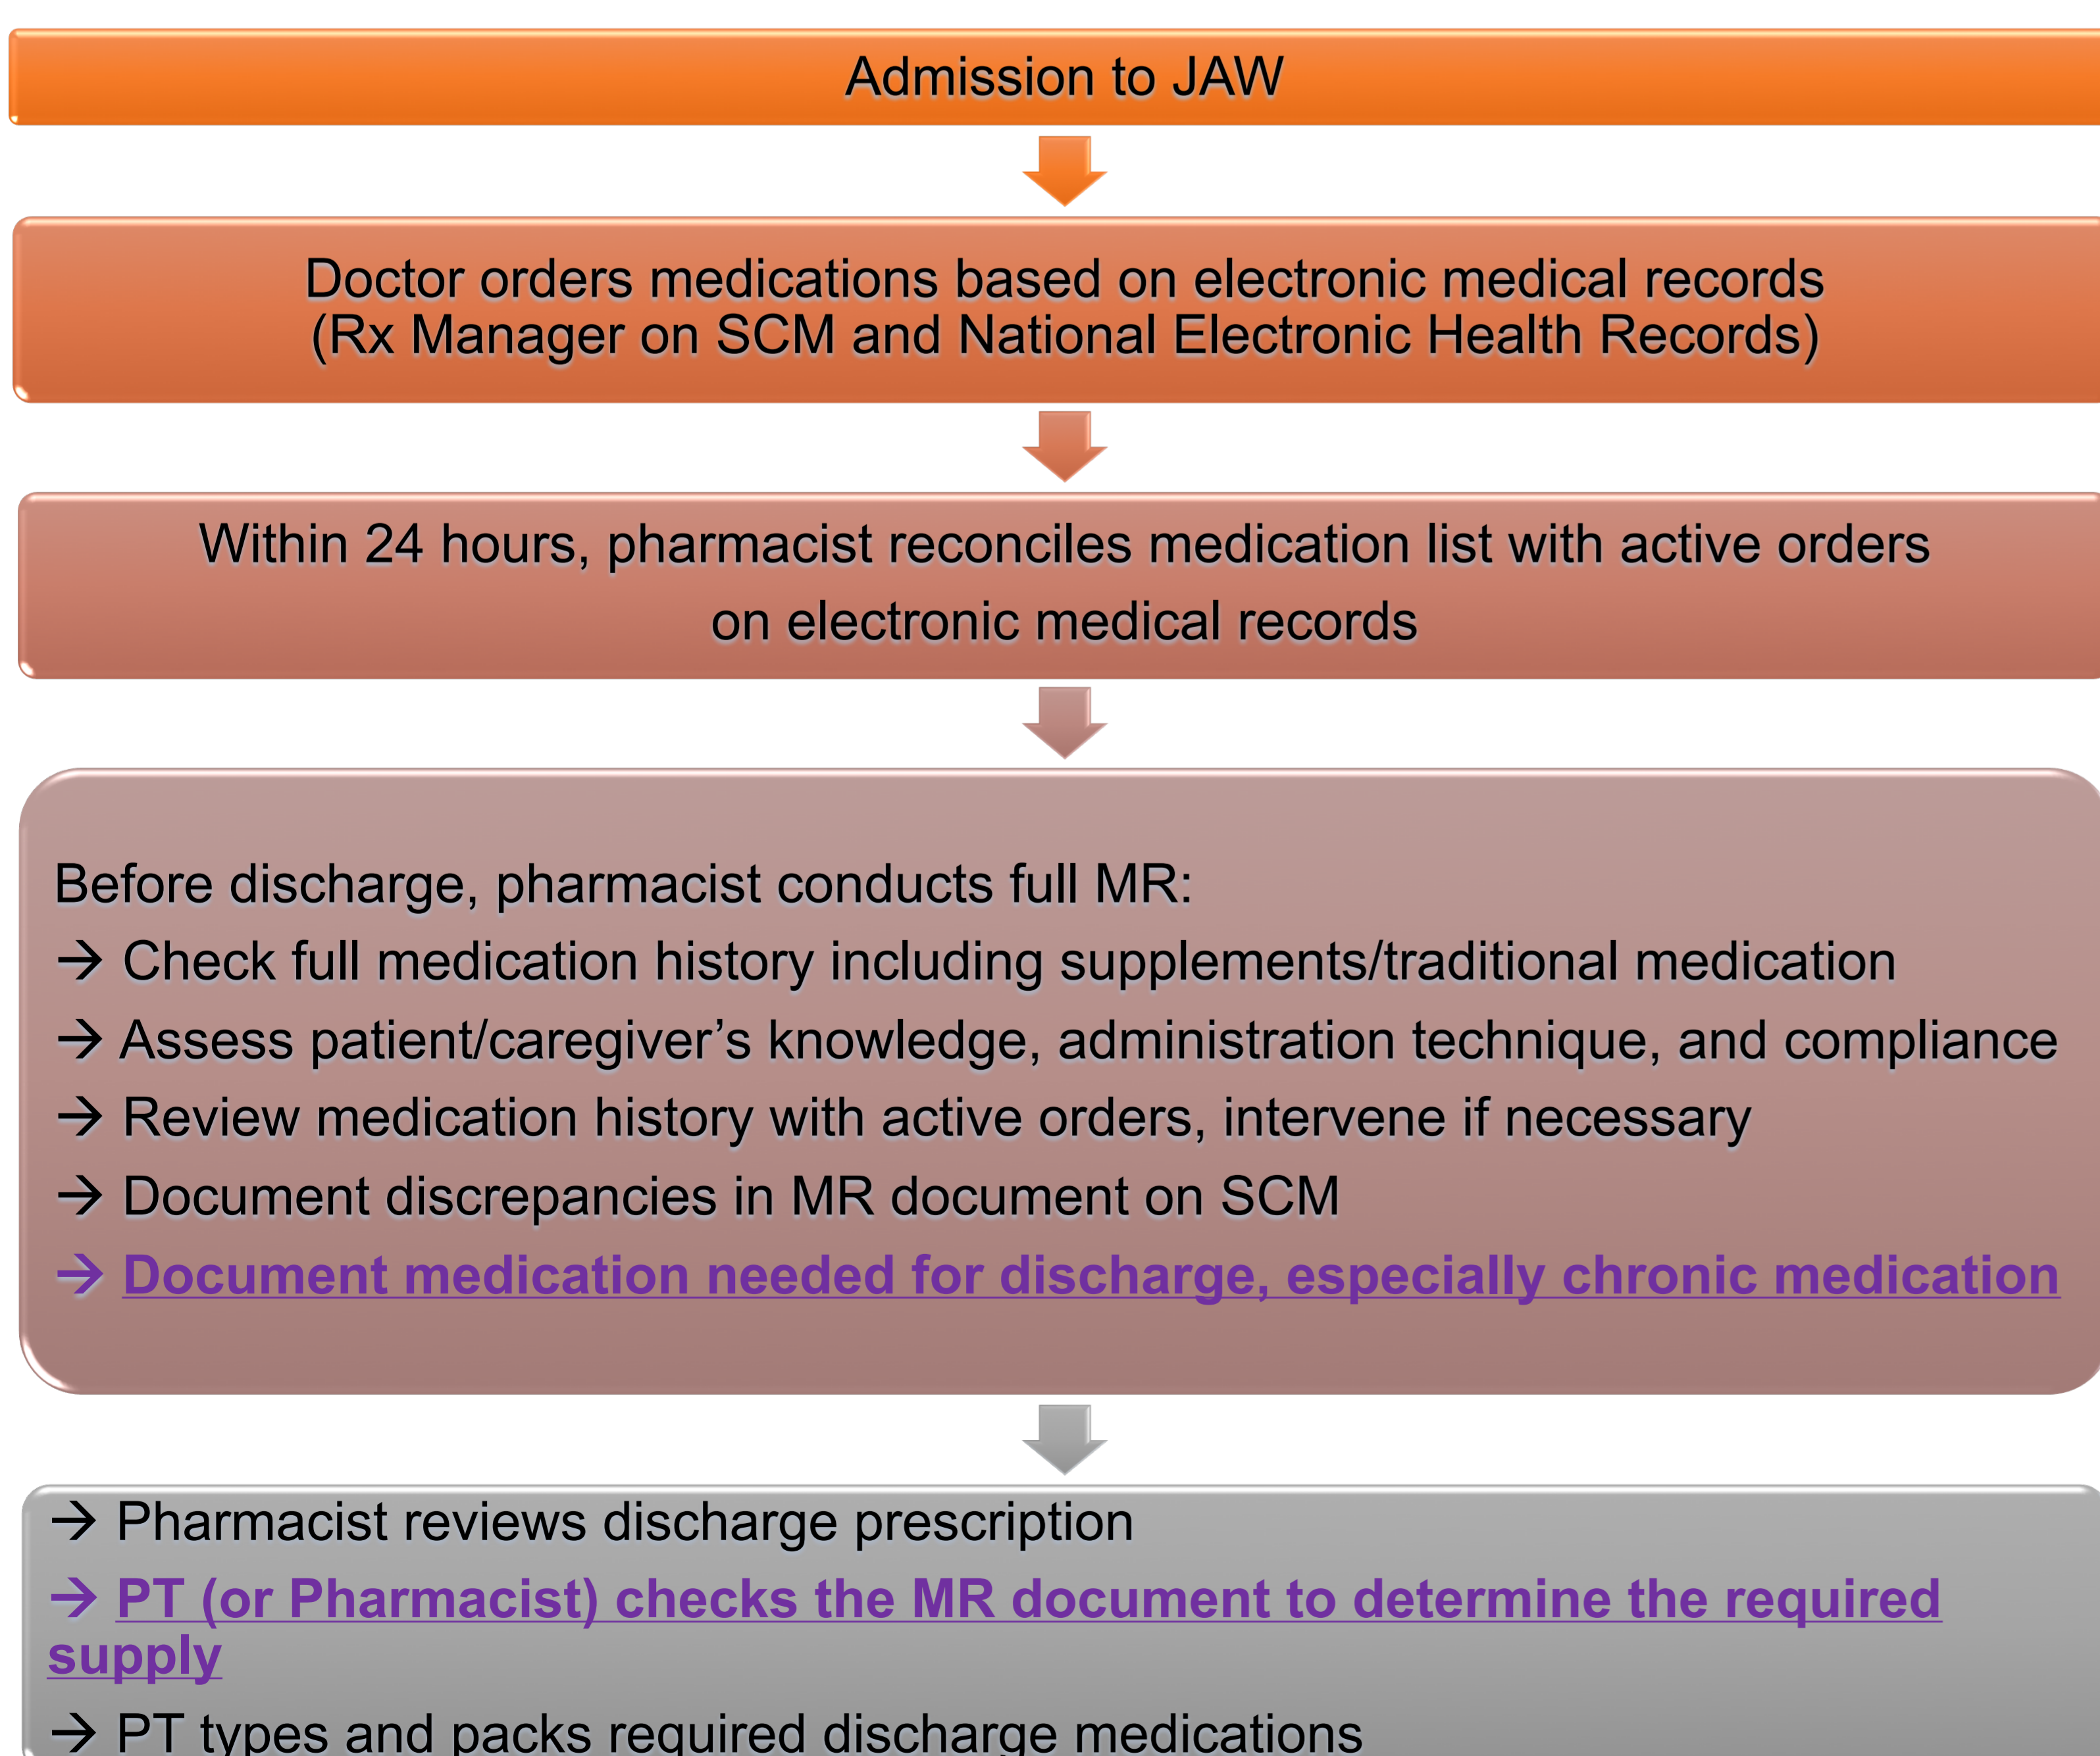 Admission to JAW
Doctor orders medications based on electronic medical records
(Rx Manager on SCM and National Electronic Health Records)
Within 24 hours, pharmacist reconciles medication list with active orders
on electronic medical records
Before discharge, pharmacist conducts full MR:
→ Check full medication history including supplements/traditional medication
→ Assess patient/caregiver’s knowledge, administration technique, and compliance
→ Review medication history with active orders, intervene if necessary
→ Document discrepancies in MR document on SCM
→ Document medication needed for discharge, especially chronic medication
→ Pharmacist reviews discharge prescription
→ PT (or Pharmacist) checks the MR document to determine the required
supply
→ PT types and packs required discharge medications